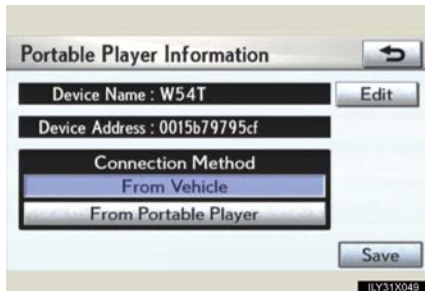 Portable Player Information
Device Name : W54T
Edit
Device Address : 0015b79795cf
Connection Method
From Vehicle
From Portable Player
Save
ILY31X049